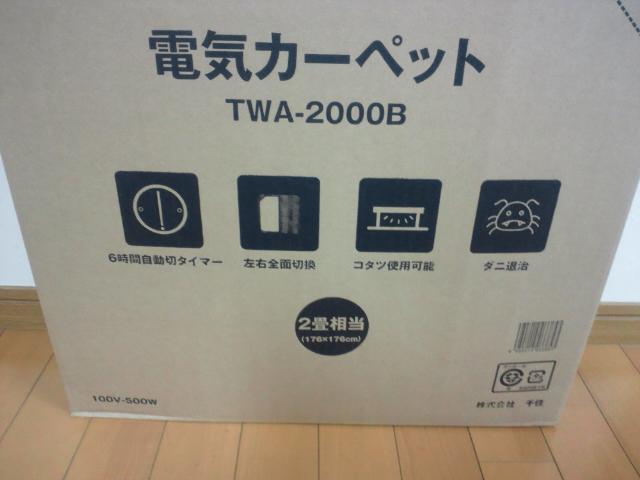 電気カーペット
TWA-2000B
6時間自動切タイマー
左右全面切換
コタツ使用可能
ダニ退治
2畳相当
(176×176cm)
100V-500W
株式会社 千住